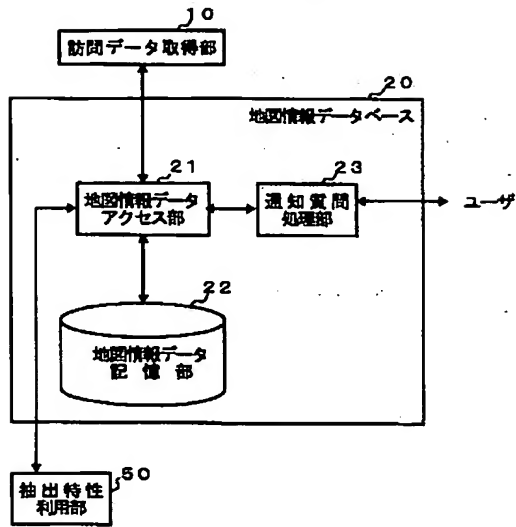 10
訪問データ取得部
20
地図情報データベース
21
地図情報データ
アクセス部
23
通知質問
処理部
ユーザ
22
地図情報データ
記憶部
50
抽出特性
利用部